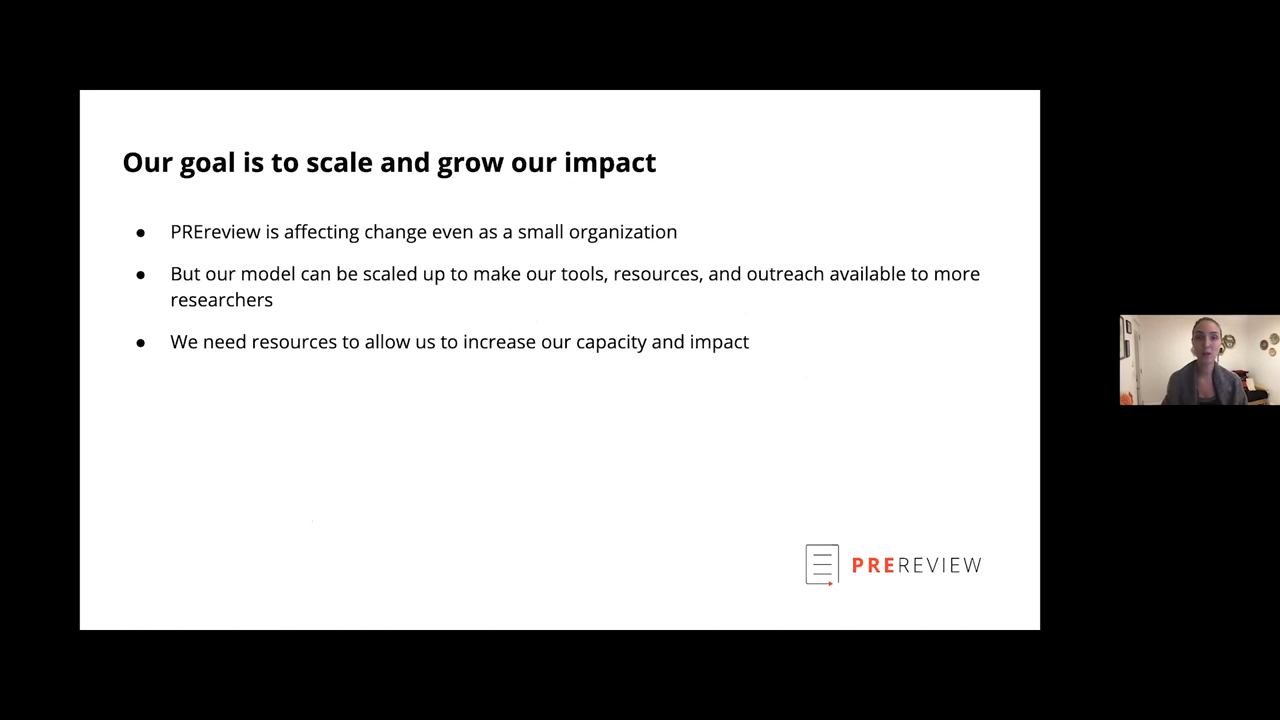 Our goal is to scale and grow our impact
● PREreview is affecting change even as a small organization
● But our model can be scaled up to make our tools, resources, and outreach available to more
researchers
● We need resources to allow us to increase our capacity and impact
PREREVIEW